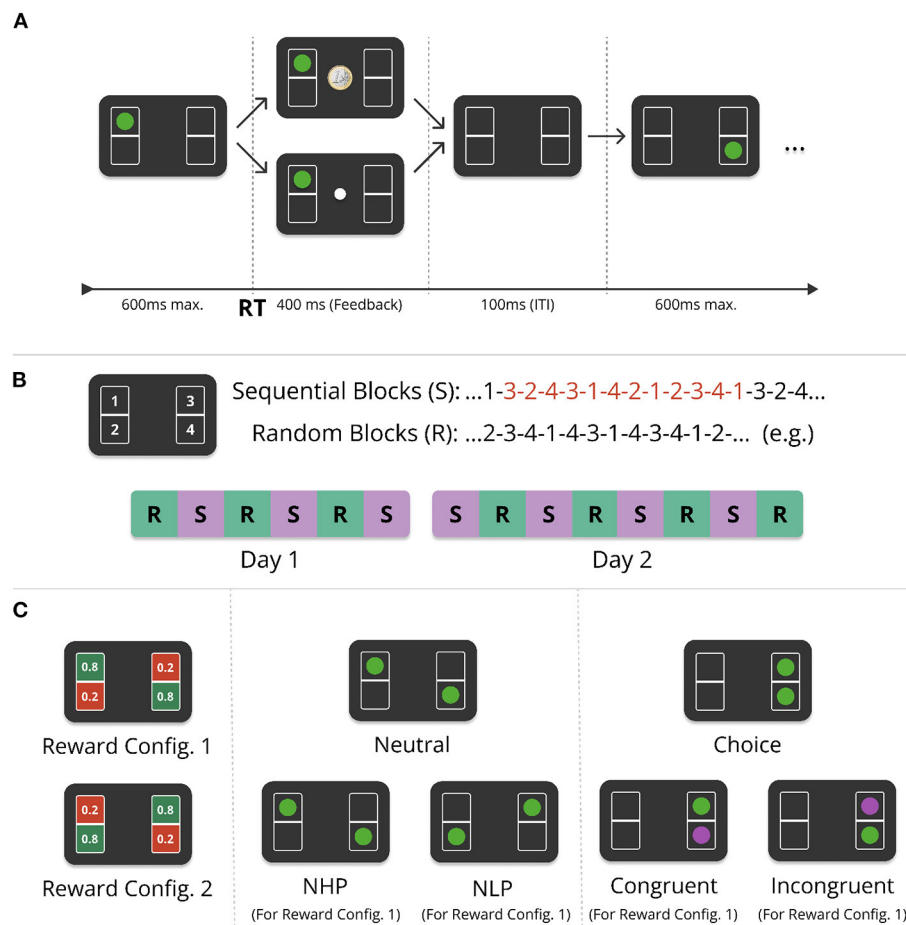 A
600ms max.
RT
400 ms (Feedback)
100ms (ITI)
600ms max.
...
B
1 3
2 4
Sequential Blocks (S): ...1-3-2-4-3-1-4-2-1-2-3-4-1-3-2-4...
Random Blocks (R): ...2-3-4-1-4-3-1-4-3-4-1-2-... (e.g.)
R S R S R S
S R S R S R S R
Day 1
Day 2
C
0.8 0.2
0.2 0.8
Reward Config. 1
Neutral
Choice
0.2 0.8
0.8 0.2
Reward Config. 2
NHP
(For Reward Config. 1)
NLP
(For Reward Config. 1)
Congruent
(For Reward Config. 1)
Incongruent
(For Reward Config. 1)